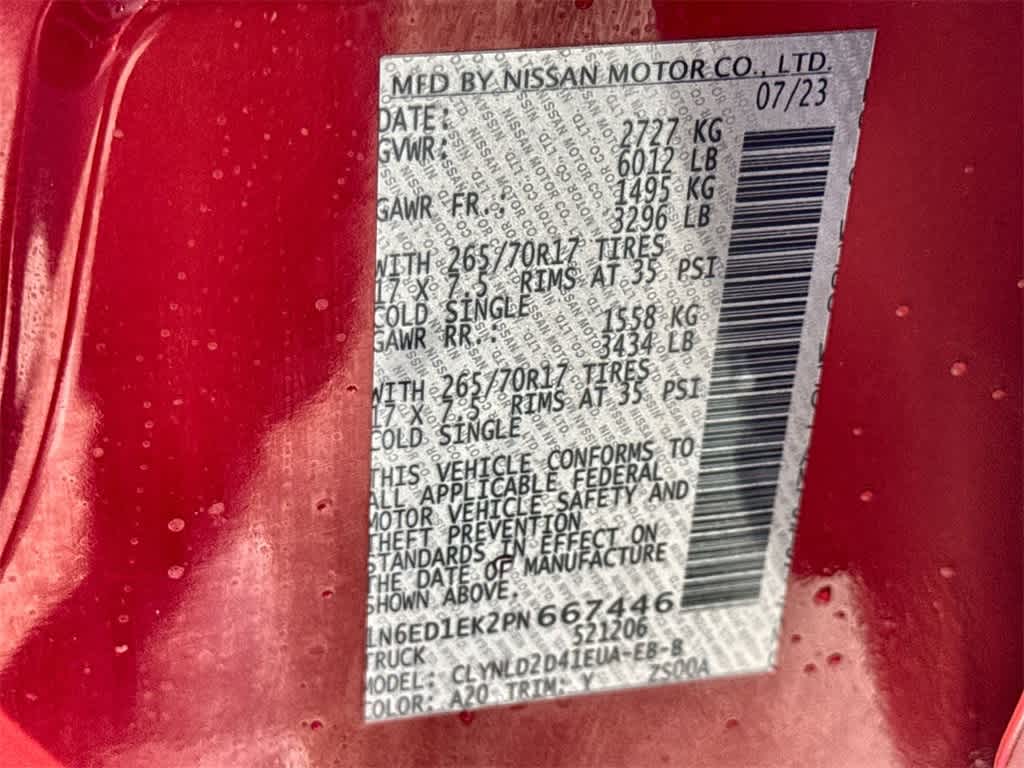 MFD BY NISSAN MOTOR CO., LTD.
DATE: 07/23
GVWR: 2727 KG
6012 LB
GAWR FR.: 1495 KG
3296 LB
WITH 265/70R17 TIRES
17 X 7.5 RIMS AT 35 PSI
COLD SINGLE
GAWR RR.: 1558 KG
3434 LB
WITH 265/70R17 TIRES
17 X 7.5 RIMS AT 35 PSI
COLD SINGLE
THIS VEHICLE CONFORMS TO
ALL APPLICABLE FEDERAL
MOTOR VEHICLE SAFETY AND
THEFT PREVENTION
STANDARDS IN EFFECT ON
THE DATE OF MANUFACTURE
SHOWN ABOVE.
1N6ED1EK2PN667446
TRUCK 521206
MODEL: CLYNLD2D41EUA-EB-B
COLOR: A20 TRIM: Y ZS00A